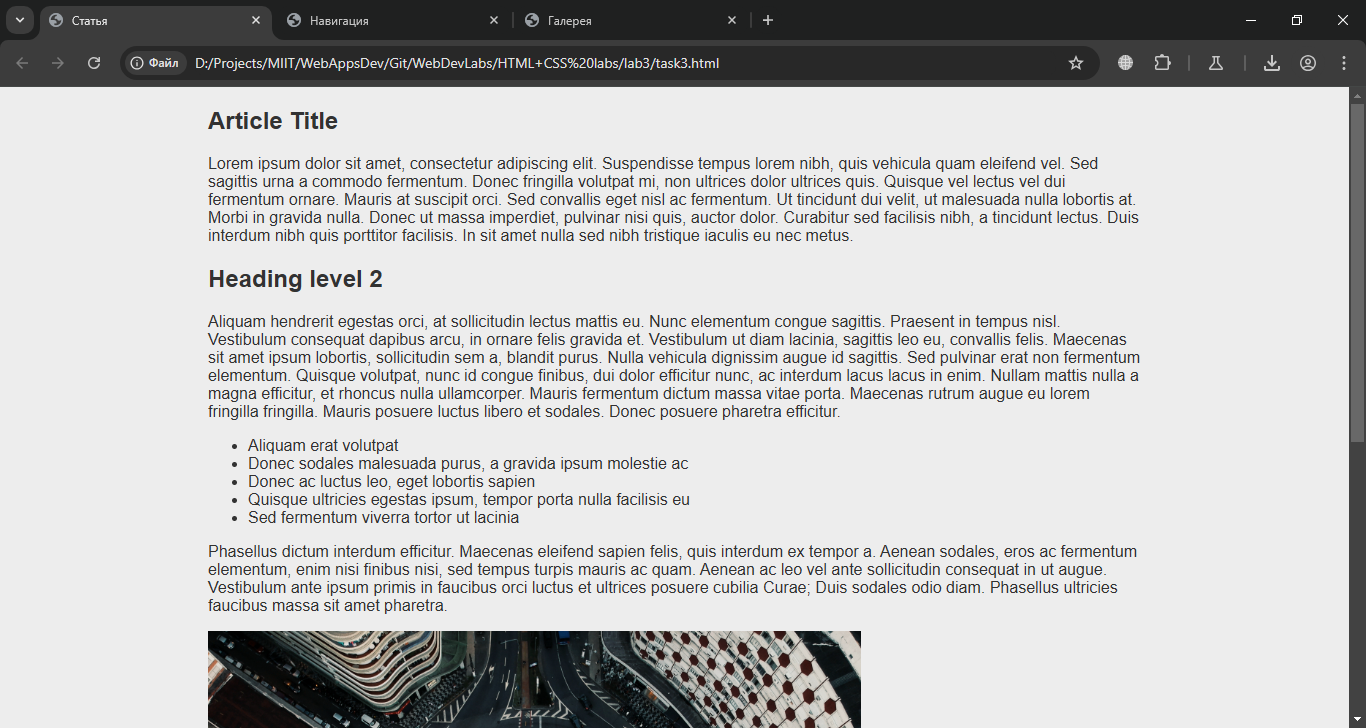 Статья
Навигация
Галерея
Файл
D:/Projects/MIIT/WebAppsDev/Git/WebDevLabs/HTML+CSS%20labs/lab3/task3.html
Article Title
Lorem ipsum dolor sit amet, consectetur adipiscing elit. Suspendisse tempus lorem nibh, quis vehicula quam eleifend vel. Sed
sagittis urna a commodo fermentum. Donec fringilla volutpat mi, non ultrices dolor ultrices quis. Quisque vel lectus vel dui
fermentum ornare. Mauris at suscipit orci. Sed convallis eget nisl ac fermentum. Ut tincidunt dui velit, ut malesuada nulla lobortis at.
Morbi in gravida nulla. Donec ut massa imperdiet, pulvinar nisi quis, auctor dolor. Curabitur sed facilisis nibh, a tincidunt lectus. Duis
interdum nibh quis porttitor facilisis. In sit amet nulla sed nibh tristique iaculis eu nec metus.
Heading level 2
Aliquam hendrerit egestas orci, at sollicitudin lectus mattis eu. Nunc elementum congue sagittis. Praesent in tempus nisl.
Vestibulum consequat dapibus arcu, in ornare felis gravida et. Vestibulum ut diam lacinia, sagittis leo eu, convallis felis. Maecenas
sit amet ipsum lobortis, sollicitudin sem a, blandit purus. Nulla vehicula dignissim augue id sagittis. Sed pulvinar erat non fermentum
elementum. Quisque volutpat, nunc id congue finibus, dui dolor efficitur nunc, ac interdum lacus lacus in enim. Nullam mattis nulla a
magna efficitur, et rhoncus nulla ullamcorper. Mauris fermentum dictum massa vitae porta. Maecenas rutrum augue eu lorem
fringilla fringilla. Mauris posuere luctus libero et sodales. Donec posuere pharetra efficitur.
• Aliquam erat volutpat
• Donec sodales malesuada purus, a gravida ipsum molestie ac
• Donec ac luctus leo, eget lobortis sapien
• Quisque ultricies egestas ipsum, tempor porta nulla facilisis eu
• Sed fermentum viverra tortor ut lacinia
Phasellus dictum interdum efficitur. Maecenas eleifend sapien felis, quis interdum ex tempor a. Aenean sodales, eros ac fermentum
elementum, enim nisi finibus nisi, sed tempus turpis mauris ac quam. Aenean ac leo vel ante sollicitudin consequat in ut augue.
Vestibulum ante ipsum primis in faucibus orci luctus et ultrices posuere cubilia Curae; Duis sodales odio diam. Phasellus ultricies
faucibus massa sit amet pharetra.